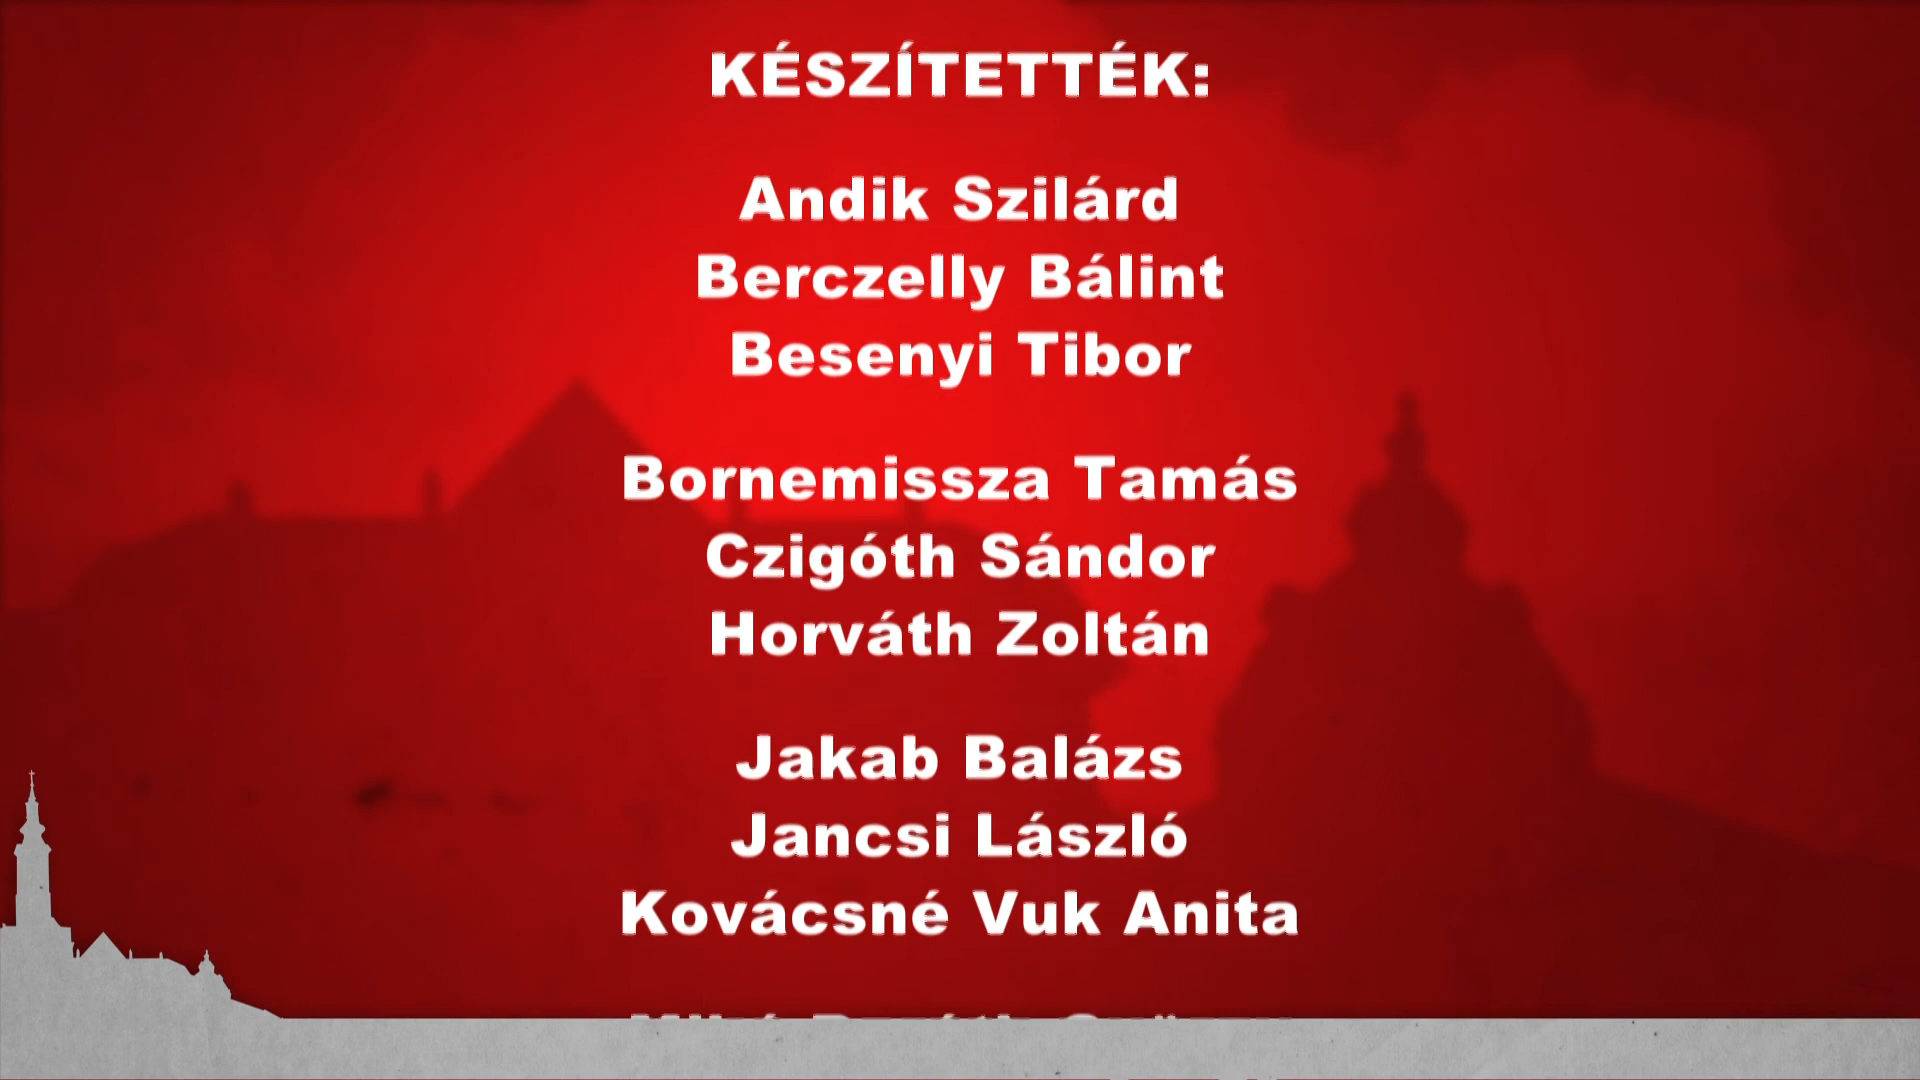 KÉSZÍTETTÉK:
Andik Szilárd
Berczelly Bálint
Besenyi Tibor
Bornemissza Tamás
Czigóth Sándor
Horváth Zoltán
Jakab Balázs
Jancsi László
Kovácsné Vuk Anita